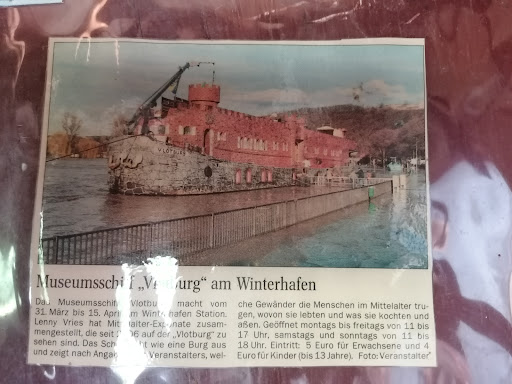 VLOTBURG
Museumsschiff „Vlotburg" am Winterhafen
Das Museumsschiff Vlotburg macht vom
31. März bis 15. April am Winterhafen Station.
Lenny Vries hat Mittelalter-Exponate zusam-
mengestellt, die seit auf der „Vlotburg" zu
sehen sind. Das Schiff sieht wie eine Burg aus
und zeigt nach Angaben des Veranstalters, wel-
che Gewänder die Menschen im Mittelalter tru-
gen, wovon sie lebten und was sie kochten und
aßen. Geöffnet montags bis freitags von 11 bis
17 Uhr, samstags und sonntags von 11 bis
18 Uhr. Eintritt: 5 Euro für Erwachsene und 4
Euro für Kinder (bis 13 Jahre). Foto: Veranstalter